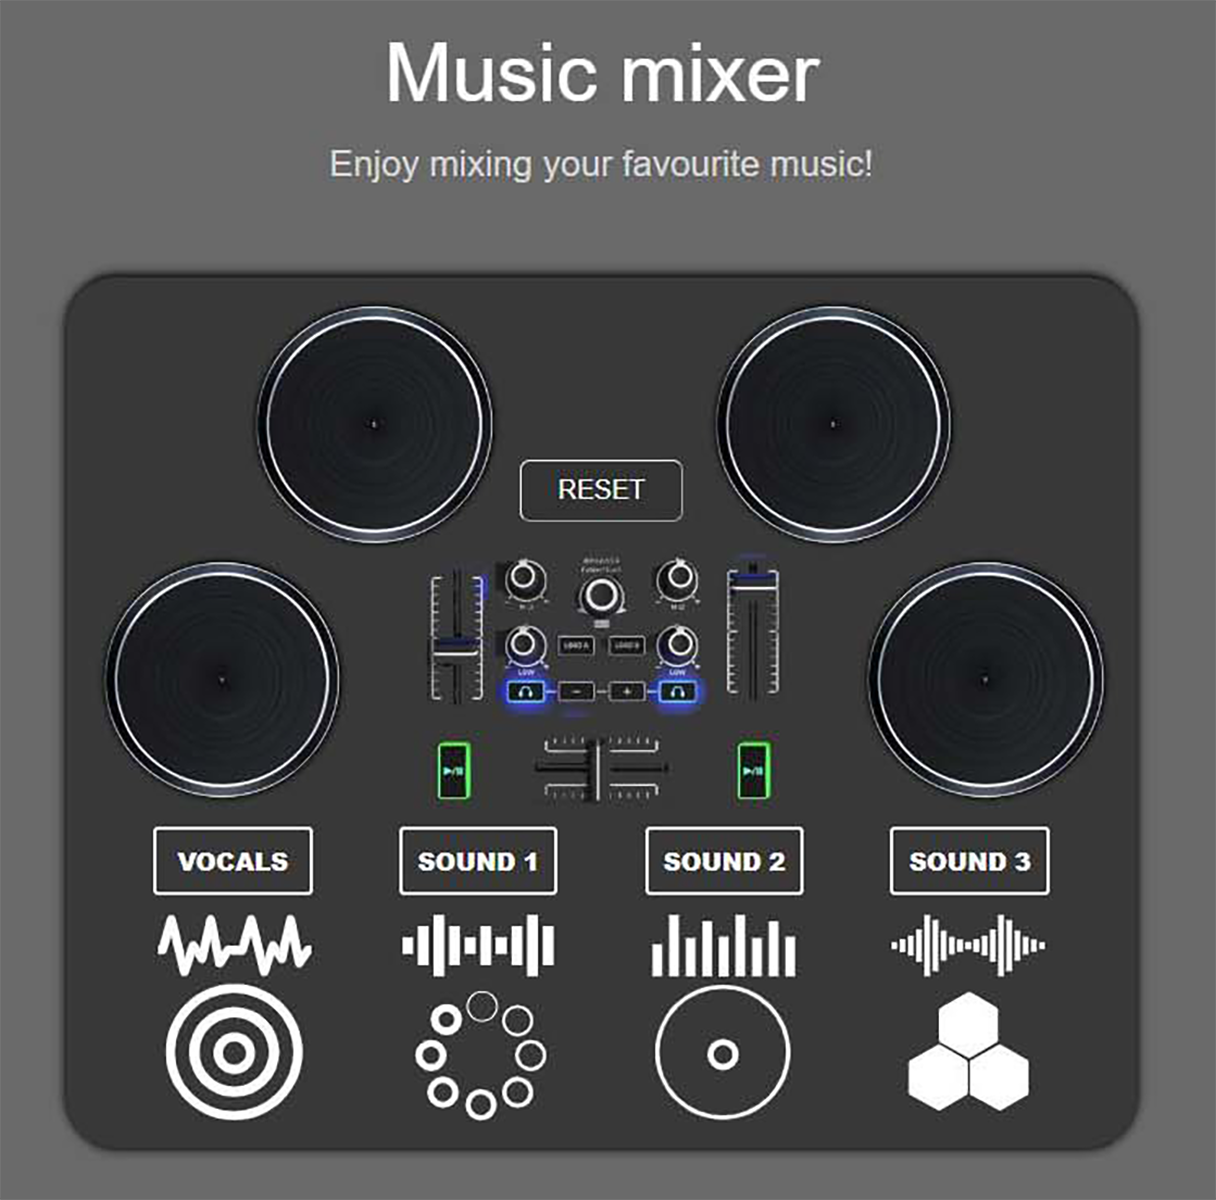 Music mixer
Enjoy mixing your favourite music!
RESET
LOAD A
LOAD B
LOW
LOW
VOCALS
SOUND 1
SOUND 2
SOUND 3